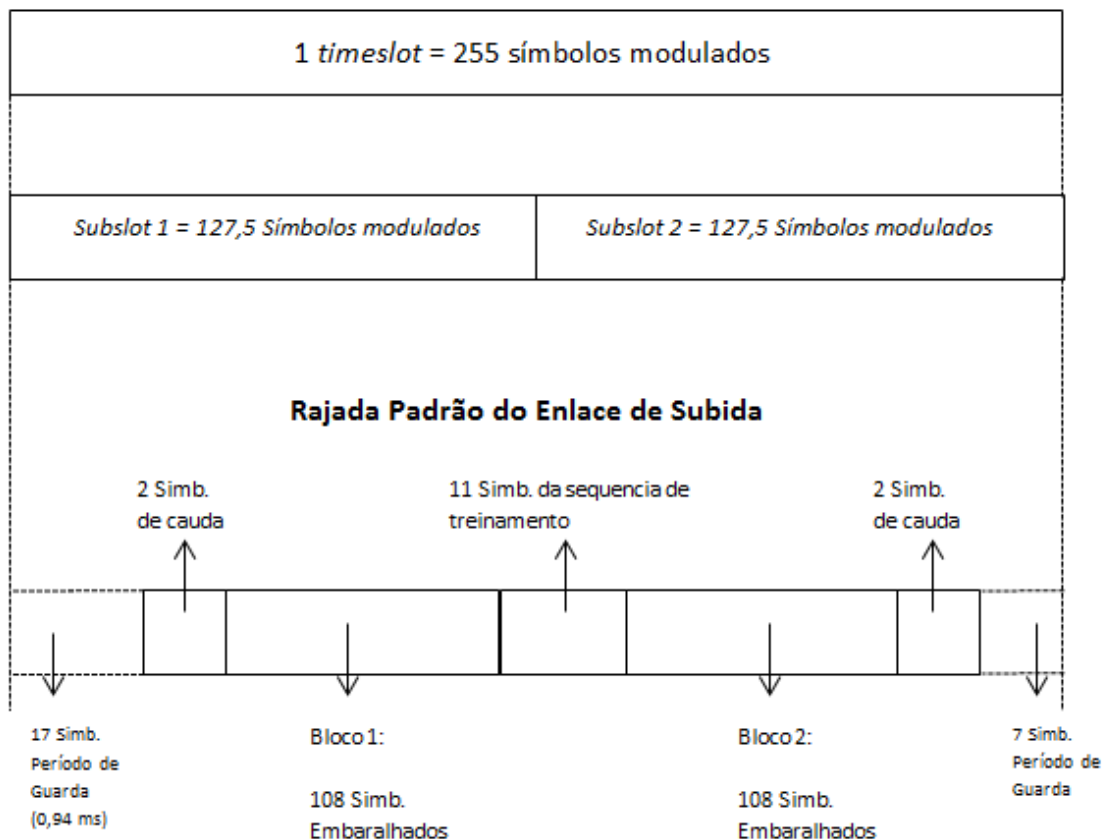 1 timeslot = 255 símbolos modulados
Subslot 1 = 127,5 Símbolos modulados
Subslot 2 = 127,5 Símbolos modulados
Rajada Padrão do Enlace de Subida
2 Simb.
de cauda
11 Simb. da sequencia de
treinamento
2 Simb.
de cauda
17 Simb.
Período de
Guarda
(0,94 ms)
Bloco 1:
108 Simb.
Embaralhados
Bloco 2:
108 Simb.
Embaralhados
7 Simb.
Período de
Guarda